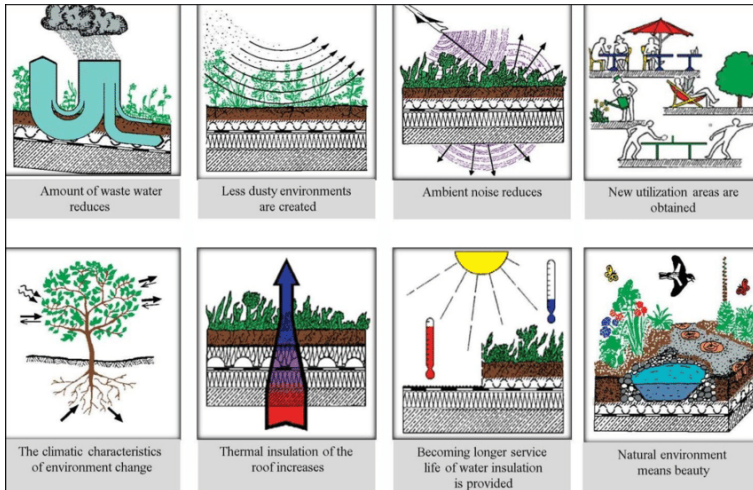 Amount of waste water
reduces
Less dusty environments
are created
Ambient noise reduces
New utilization areas are
obtained
The climatic characteristics
of environment change
Thermal insulation of the
roof increases
Becoming longer service
life of water insulation
is provided
Natural environment
means beauty